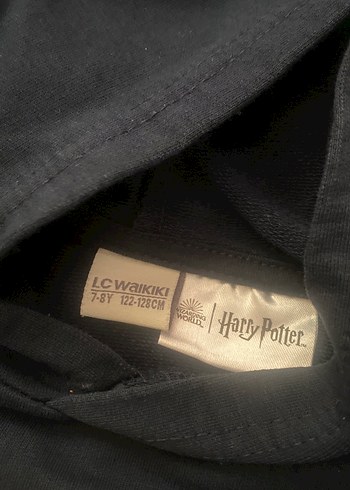 LC WAIKIKI
7-8Y 122-128CM
WIZARDING
WORLD
Harry Potter